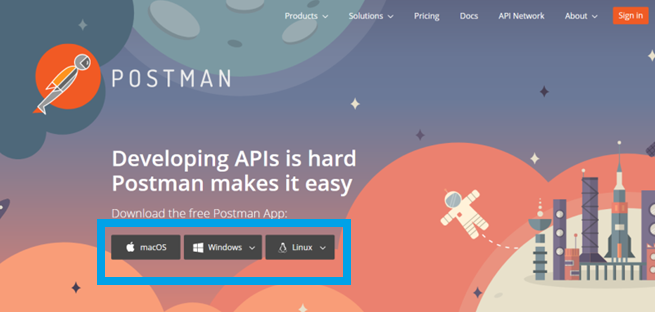 Products Solutions Pricing Docs API Network About Sign in
POSTMAN
Developing APIs is hard
Postman makes it easy
Download the free Postman App:
macOS Windows Linux